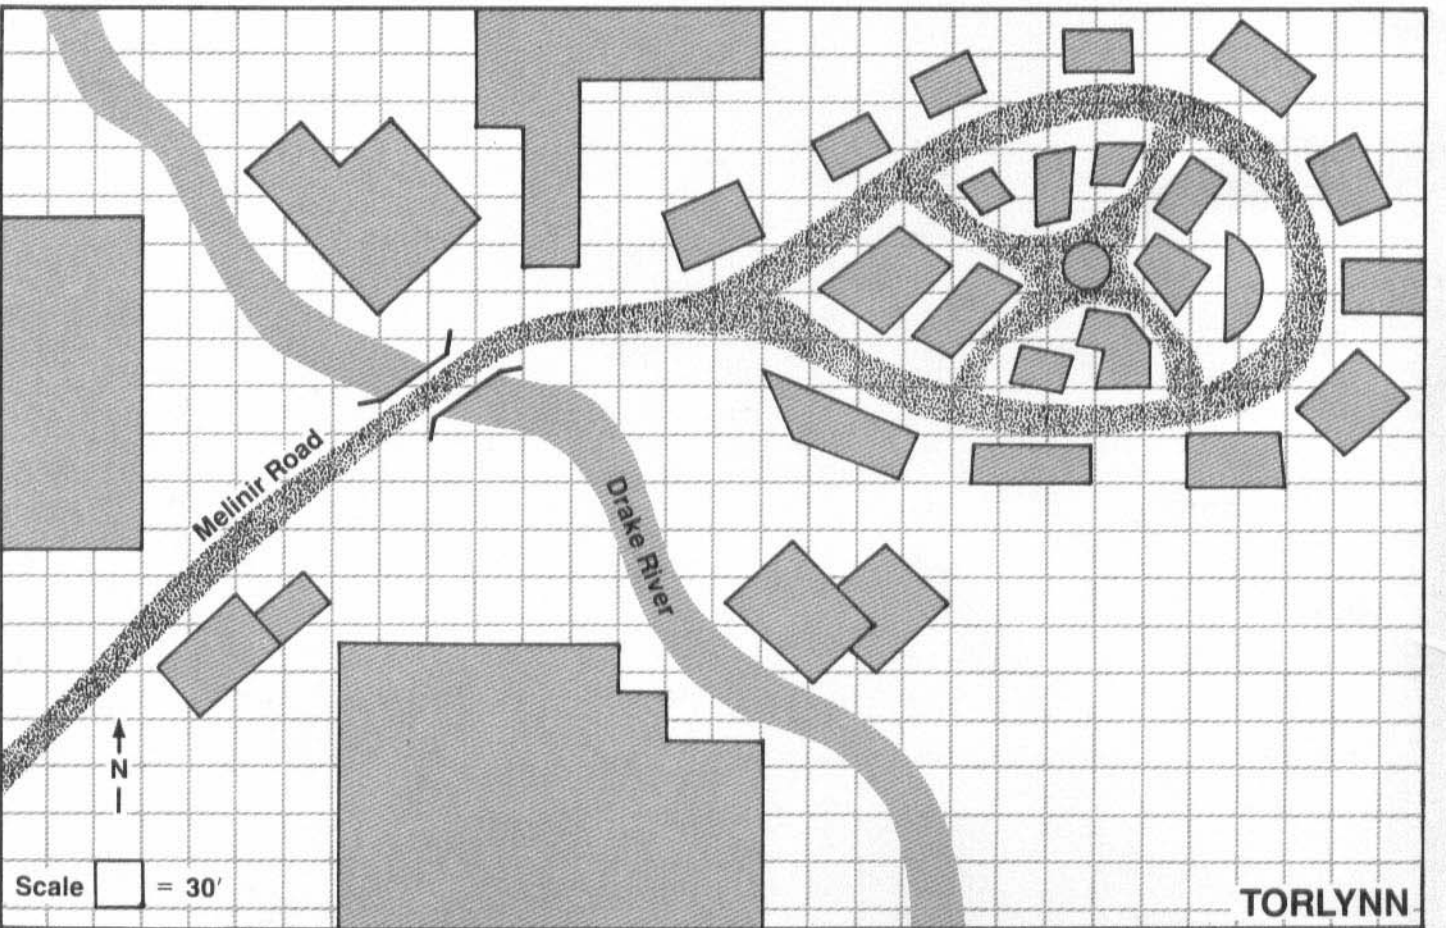 Melinir Road
Drake River
N
Scale = 30'
TORLYNN